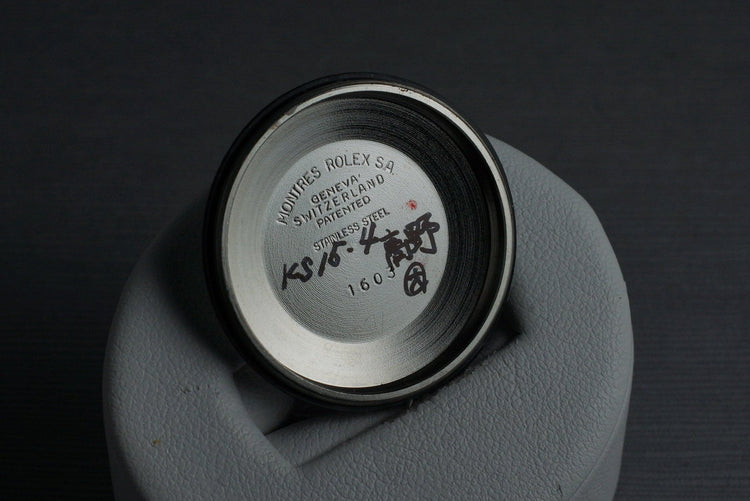 MONTRES ROLEX S.A.
GENEVA
SWITZERLAND
PATENTED
STAINLESS STEEL
KS15-4 高野
1603